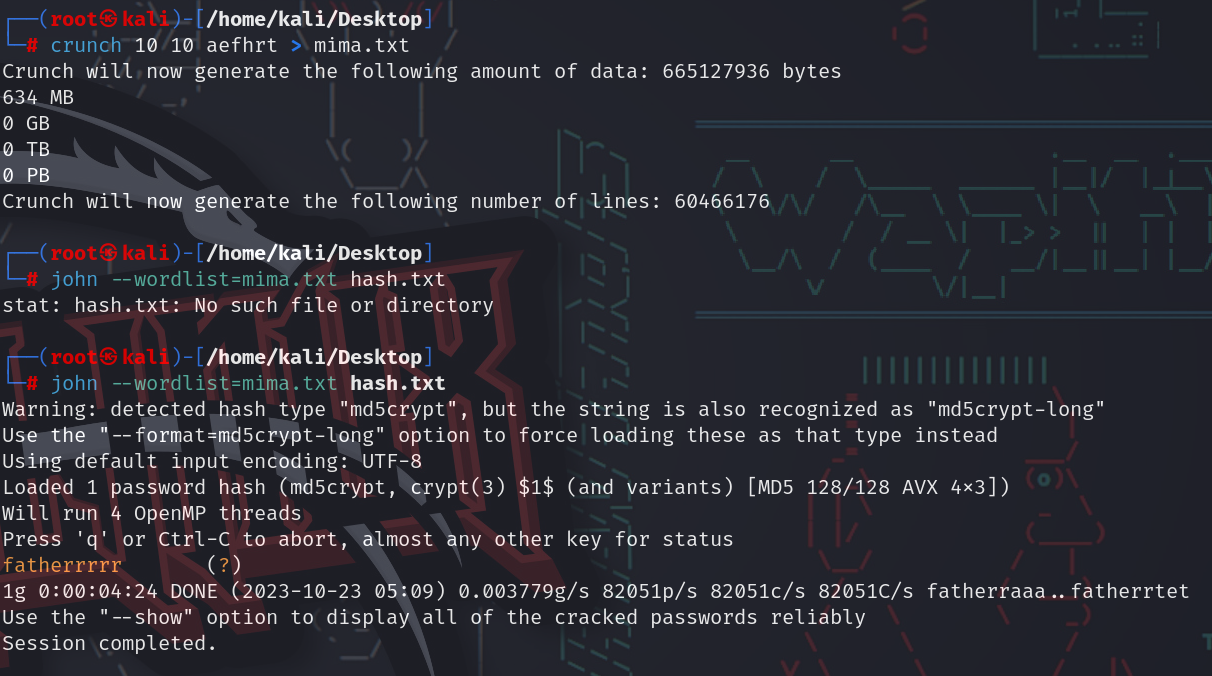 ┌──(root㉿kali)-[/home/kali/Desktop]
└─# crunch 10 10 aefhrt > mima.txt
Crunch will now generate the following amount of data: 665127936 bytes
634 MB
0 GB
0 TB
0 PB
Crunch will now generate the following number of lines: 60466176
┌──(root㉿kali)-[/home/kali/Desktop]
└─# john --wordlist=mima.txt hash.txt
stat: hash.txt: No such file or directory
┌──(root㉿kali)-[/home/kali/Desktop]
└─# john --wordlist=mima.txt hash.txt
Warning: detected hash type "md5crypt", but the string is also recognized as "md5crypt-long"
Use the "--format=md5crypt-long" option to force loading these as that type instead
Using default input encoding: UTF-8
Loaded 1 password hash (md5crypt, crypt(3) $1$ (and variants) [MD5 128/128 AVX 4×3])
Will run 4 OpenMP threads
Press 'q' or Ctrl-C to abort, almost any other key for status
fatherrrrr       (?)
1g 0:00:04:24 DONE (2023-10-23 05:09) 0.003779g/s 82051p/s 82051c/s 82051C/s fatherraaa..fatherrtet
Use the "--show" option to display all of the cracked passwords reliably
Session completed.